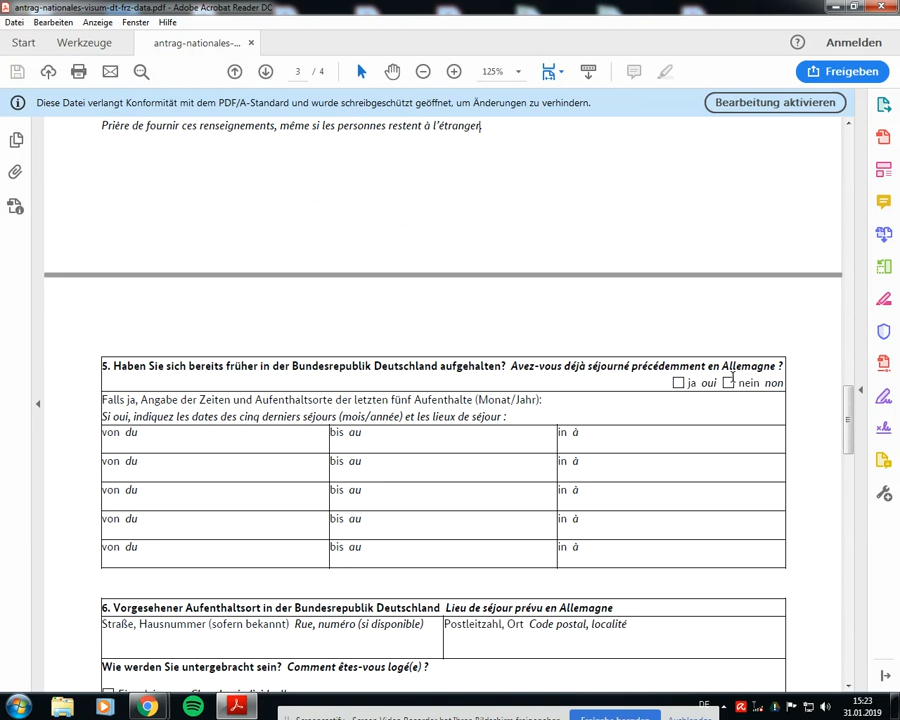 antrag-nationales-visum-dt-frz-data.pdf - Adobe Acrobat Reader DC
Datei Bearbeiten Anzeige Fenster Hilfe
Start Werkzeuge antrag-nationales-... × Anmelden
3 / 4 125% Freigeben
Diese Datei verlangt Konformität mit dem PDF/A-Standard und wurde schreibgeschützt geöffnet, um Änderungen zu verhindern. Bearbeitung aktivieren
Prière de fournir ces renseignements, même si les personnes restent à l'étranger.
5. Haben Sie sich bereits früher in der Bundesrepublik Deutschland aufgehalten? Avez-vous déjà séjourné précédemment en Allemagne ?
ja oui nein non
Falls ja, Angabe der Zeiten und Aufenthaltsorte der letzten fünf Aufenthalte (Monat/Jahr):
Si oui, indiquez les dates des cinq derniers séjours (mois/année) et les lieux de séjour :
von du bis au in à
von du bis au in à
von du bis au in à
von du bis au in à
von du bis au in à
6. Vorgesehener Aufenthaltsort in der Bundesrepublik Deutschland Lieu de séjour prévu en Allemagne
Straße, Hausnummer (sofern bekannt) Rue, numéro (si disponible) Postleitzahl, Ort Code postal, localité
Wie werden Sie untergebracht sein? Comment êtes-vous logé(e) ?
DE 15:23
31.01.2019